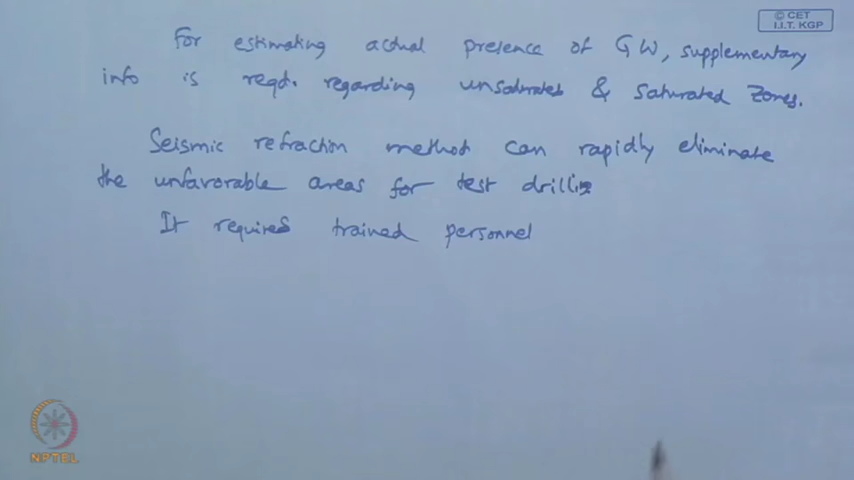 © CET
I.I.T. KGP
For estimating actual presence of GW, supplementary
info is reqd. regarding unsaturated & saturated zones.
Seismic refraction method can rapidly eliminate
the unfavorable areas for test drilling
It requires trained personnel
NPTEL